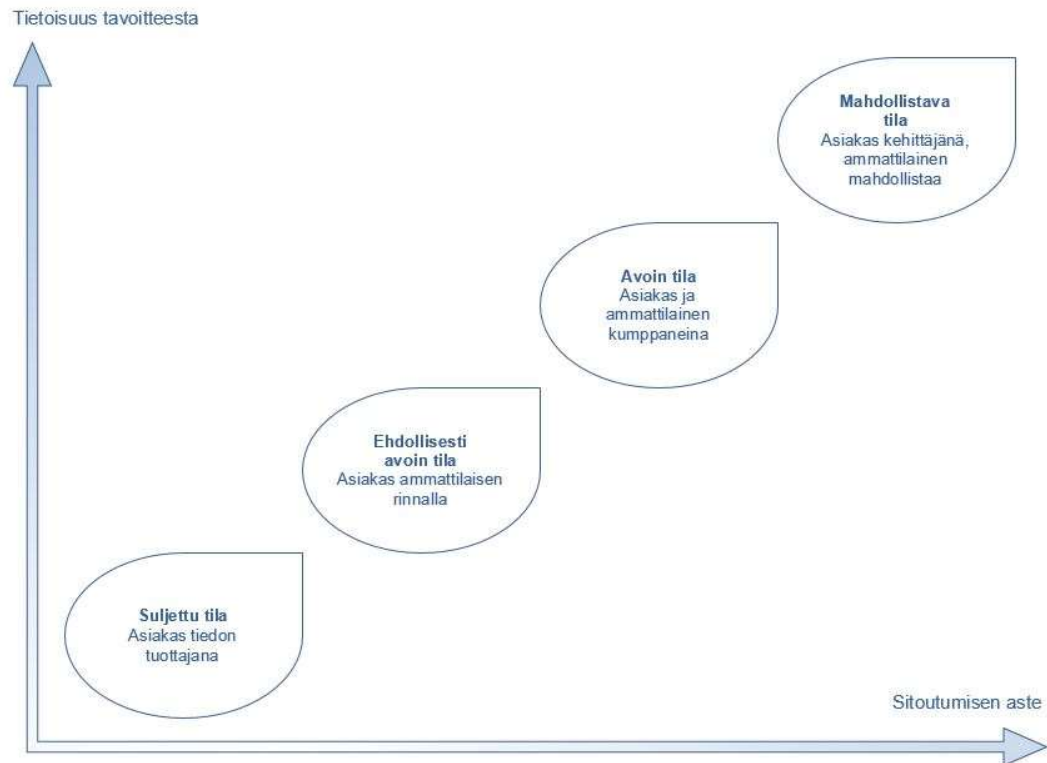 Tietoisuus tavoitteesta
Mahdollistava
tila
Asiakas kehittäjänä,
ammattilainen
mahdollistaa
Avoin tila
Asiakas ja
ammattilainen
kumppaneina
Ehdollisesti
avoin tila
Asiakas ammattilaisen
rinnalla
Suljettu tila
Asiakas tiedon
tuottajana
Sitoutumisen aste